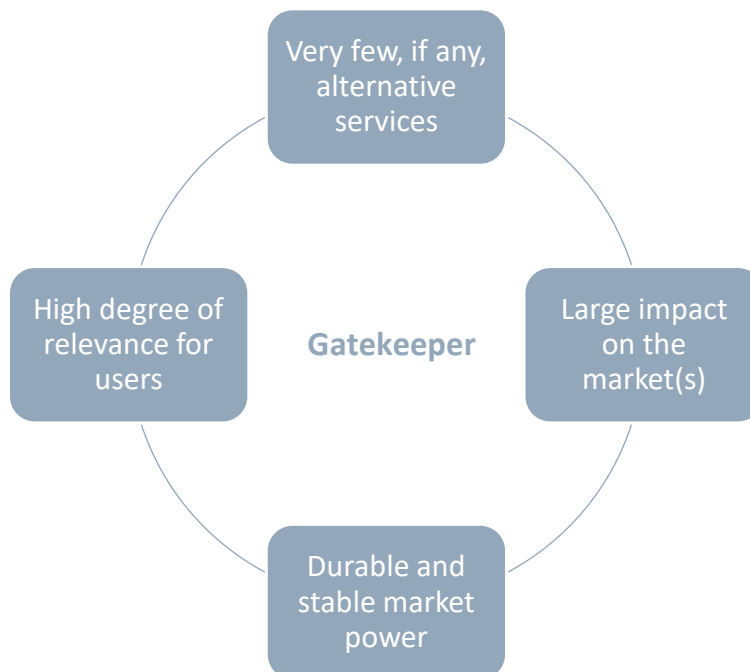 Very few, if any,
alternative
services
High degree of
relevance for
users
Gatekeeper
Large impact
on the
market(s)
Durable and
stable market
power